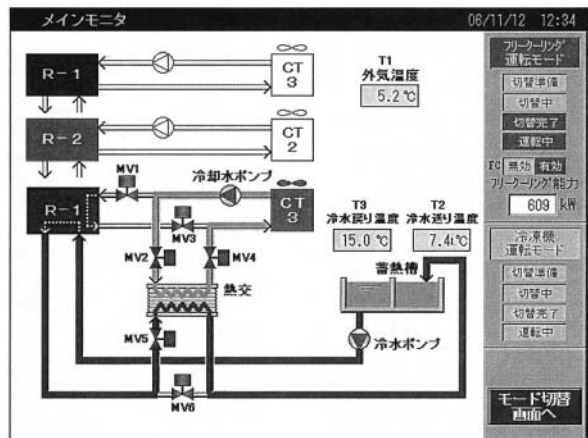 メインモニタ
06/11/12 12:34
R-1
CT
3
T1
外気温度
5.2℃
R-2
CT
2
MV1
冷却水ポンプ
R-1
MV3
CT
3
MV2
MV4
熱交
MV5
MV6
T3
冷水戻り温度
15.0℃
T2
冷水送り温度
7.4℃
蓄熱槽
冷水ポンプ
フリークーリング
運転モード
切替準備
切替中
切替完了
運転中
FC 無効 有効
フリークーリング能力
609 kW
冷凍機
運転モード
切替準備
切替中
切替完了
運転中
モード切替
画面へ